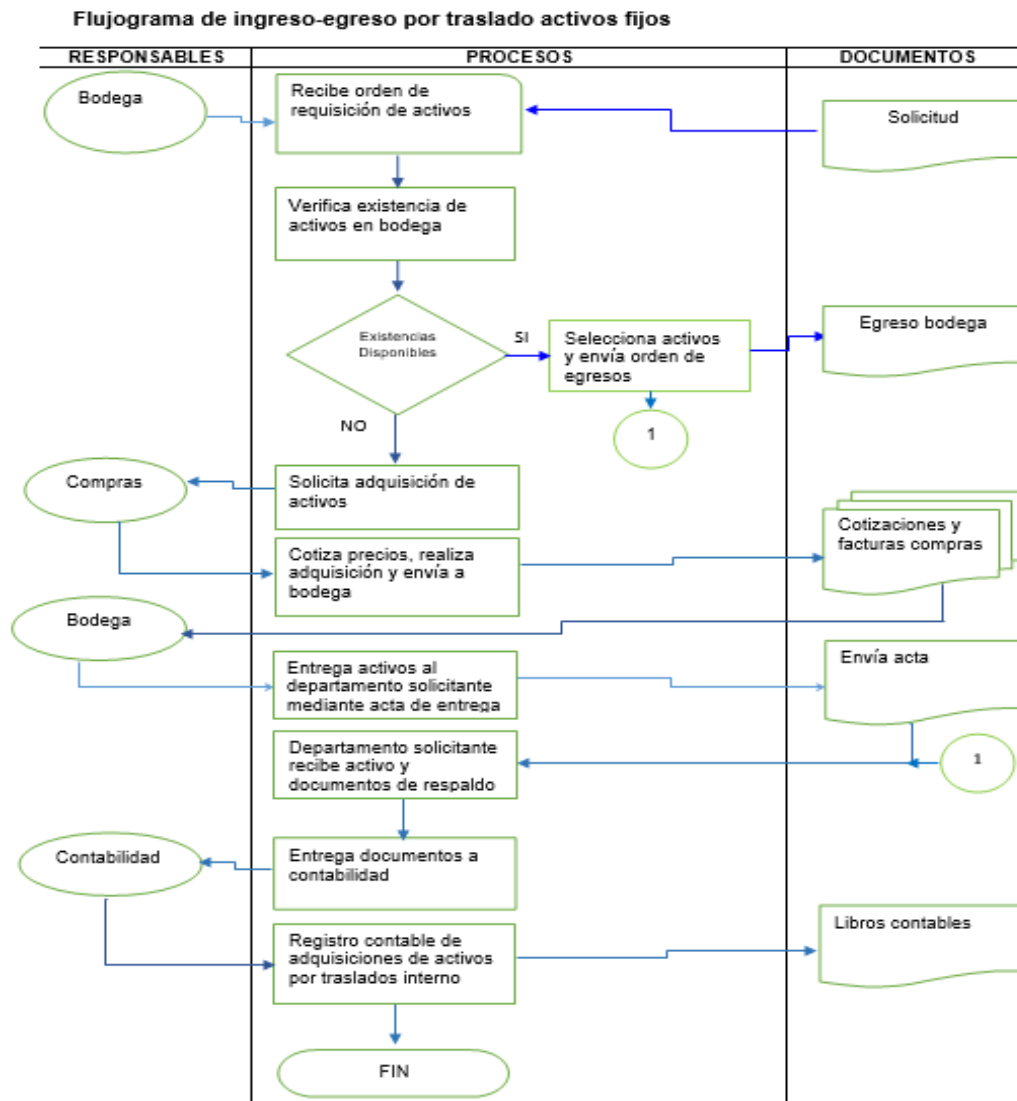 Flujograma de ingreso-egreso por traslado activos fijos
RESPONSABLES
PROCESOS
DOCUMENTOS
Bodega
Recibe orden de
requisición de activos
Solicitud
Verifica existencia de
activos en bodega
Existencias
Disponibles
SI
Selecciona activos
y envía orden de
egresos
Egreso bodega
1
NO
Compras
Solicita adquisición de
activos
Cotiza precios, realiza
adquisición y envía a
bodega
Cotizaciones y
facturas compras
Bodega
Entrega activos al
departamento solicitante
mediante acta de entrega
Envía acta
Departamento solicitante
recibe activo y
documentos de respaldo
1
Contabilidad
Entrega documentos a
contabilidad
Registro contable de
adquisiciones de activos
por traslados interno
Libros contables
FIN